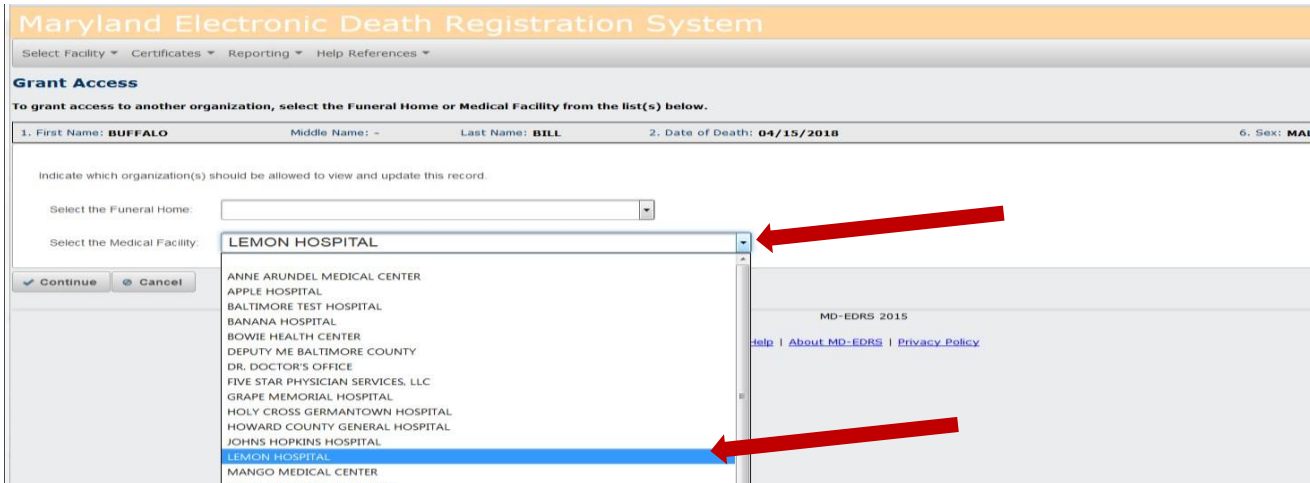 Maryland Electronic Death Registration System
Select Facility Certificates Reporting Help References
Grant Access
To grant access to another organization, select the Funeral Home or Medical Facility from the list(s) below.
1. First Name: BUFFALO Middle Name: - Last Name: BILL 2. Date of Death: 04/15/2018 6. Sex:
Indicate which organization(s) should be allowed to view and update this record.
Select the Funeral Home:
Select the Medical Facility: LEMON HOSPITAL
Continue Cancel
ANNE ARUNDEL MEDICAL CENTER
APPLE HOSPITAL
BALTIMORE TEST HOSPITAL
BANANA HOSPITAL
BOWIE HEALTH CENTER
DEPUTY ME BALTIMORE COUNTY
DR. DOCTOR'S OFFICE
FIVE STAR PHYSICIAN SERVICES, LLC
GRAPE MEMORIAL HOSPITAL
HOLY CROSS GERMANTOWN HOSPITAL
HOWARD COUNTY GENERAL HOSPITAL
JOHNS HOPKINS HOSPITAL
LEMON HOSPITAL
MANGO MEDICAL CENTER
MD-EDRS 2015
Help | About MD-EDRS | Privacy Policy